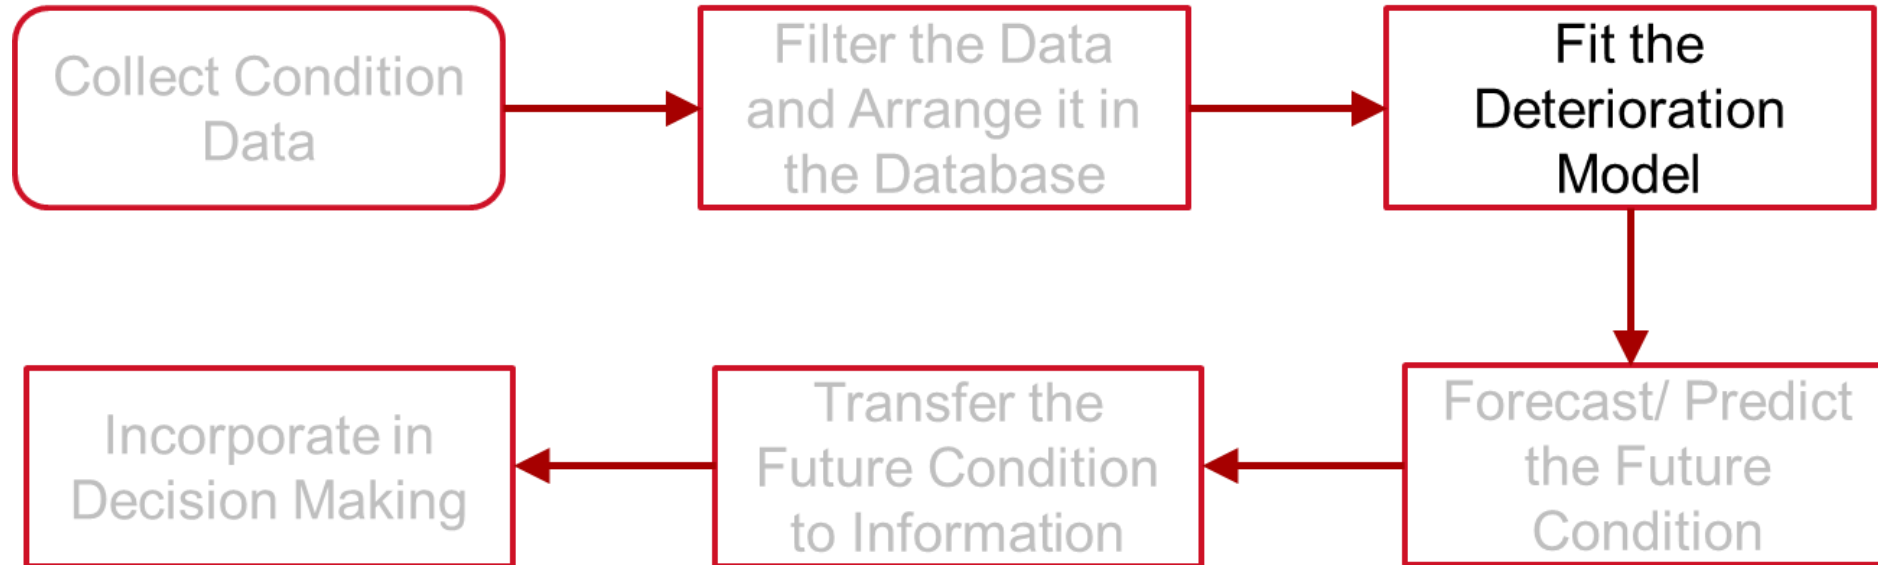 Collect Condition
Data
Filter the Data
and Arrange it in
the Database
Fit the
Deterioration
Model
Forecast/ Predict
the Future
Condition
Transfer the
Future Condition
to Information
Incorporate in
Decision Making